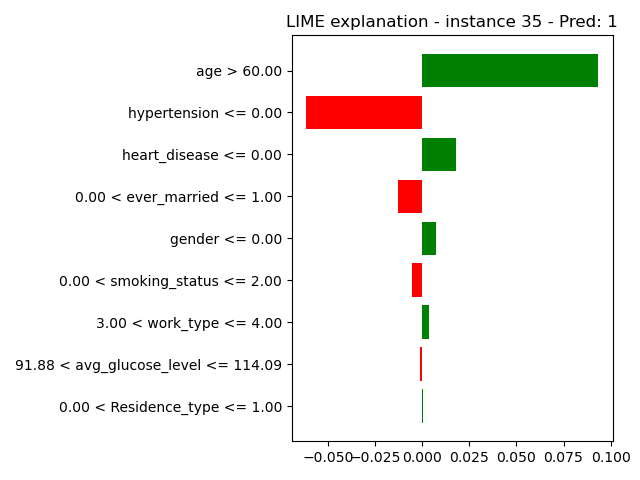 LIME explanation - instance 35 - Pred: 1
age > 60.00
hypertension <= 0.00
heart_disease <= 0.00
0.00 < ever_married <= 1.00
gender <= 0.00
0.00 < smoking_status <= 2.00
3.00 < work_type <= 4.00
91.88 < avg_glucose_level <= 114.09
0.00 < Residence_type <= 1.00
−0.050 −0.025 0.000 0.025 0.050 0.075 0.100